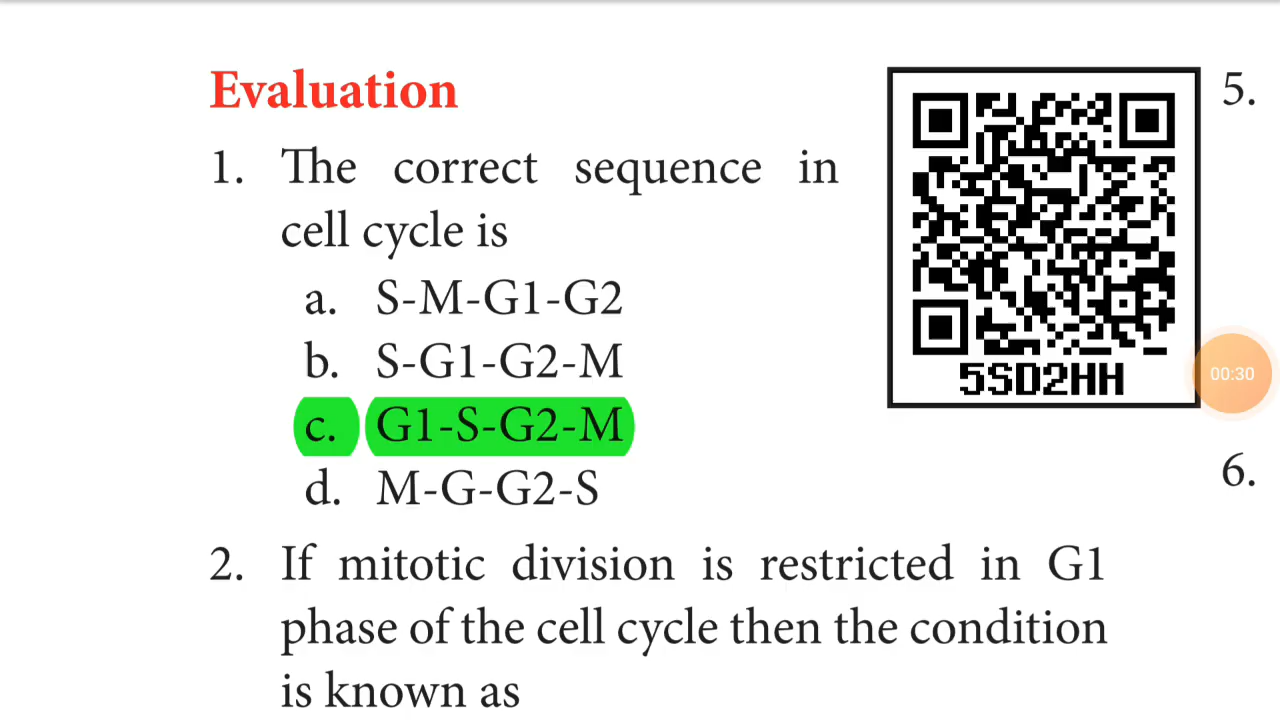 Evaluation
1. The correct sequence in
cell cycle is
a. S-M-G1-G2
b. S-G1-G2-M
c. G1-S-G2-M
d. M-G-G2-S
2. If mitotic division is restricted in G1
phase of the cell cycle then the condition
is known as
5SD2HH
5.
00:30
6.